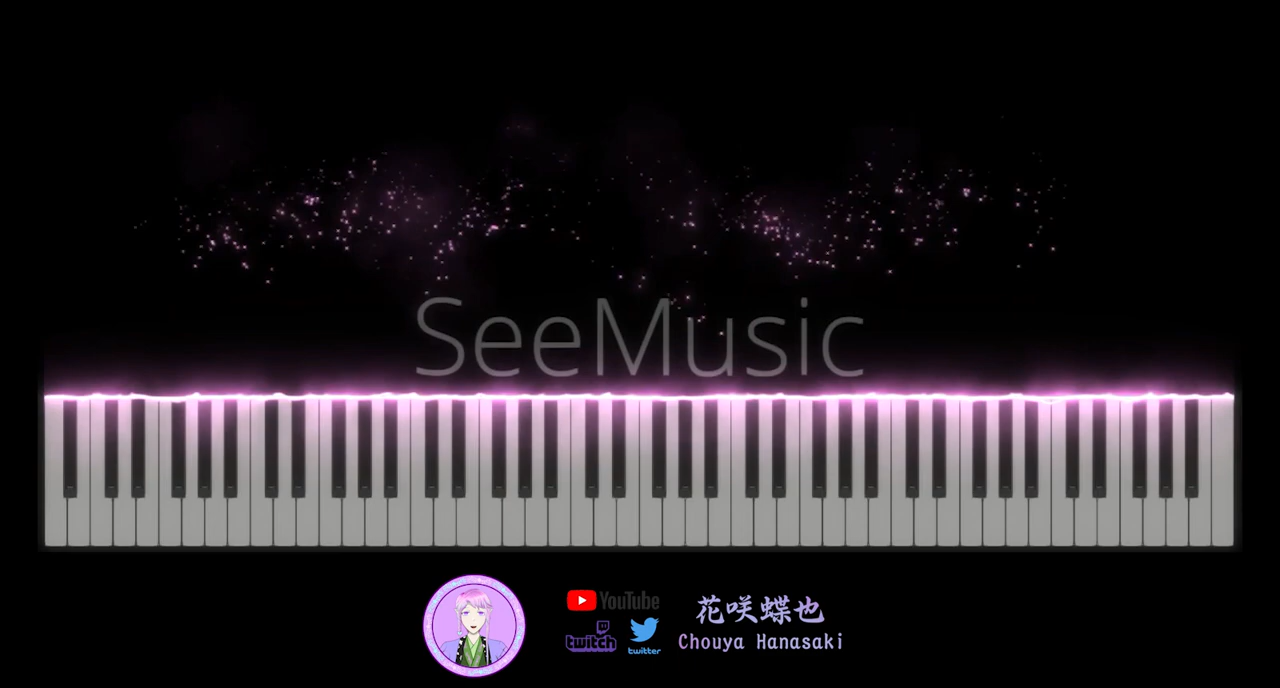 SeeMusic
YouTube
花咲蝶也
twitch
twitter
Chouya Hanasaki